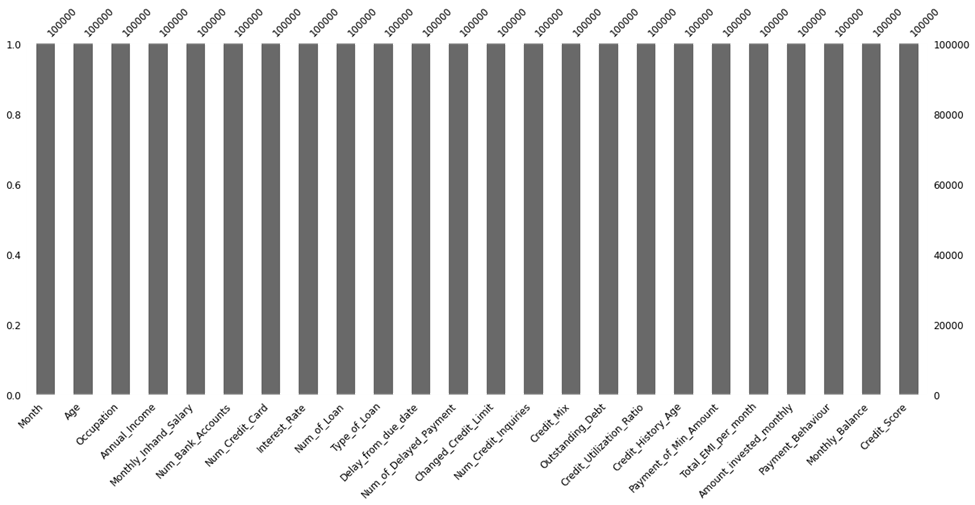 100000 100000 100000 100000 100000 100000 100000 100000 100000 100000 100000 100000 100000 100000 100000 100000 100000 100000 100000 100000 100000 100000 100000 100000
1.0 100000
0.8 80000
0.6 60000
0.4 40000
0.2 20000
0.0 0
Month
Age
Occupation
Annual_Income
Monthly_Inhand_Salary
Num_Bank_Accounts
Num_Credit_Card
Interest_Rate
Num_of_Loan
Type_of_Loan
Delay_from_due_date
Num_of_Delayed_Payment
Changed_Credit_Limit
Num_Credit_Inquiries
Credit_Mix
Outstanding_Debt
Credit_Utilization_Ratio
Credit_History_Age
Payment_of_Min_Amount
Total_EMI_per_month
Amount_invested_monthly
Payment_Behaviour
Monthly_Balance
Credit_Score